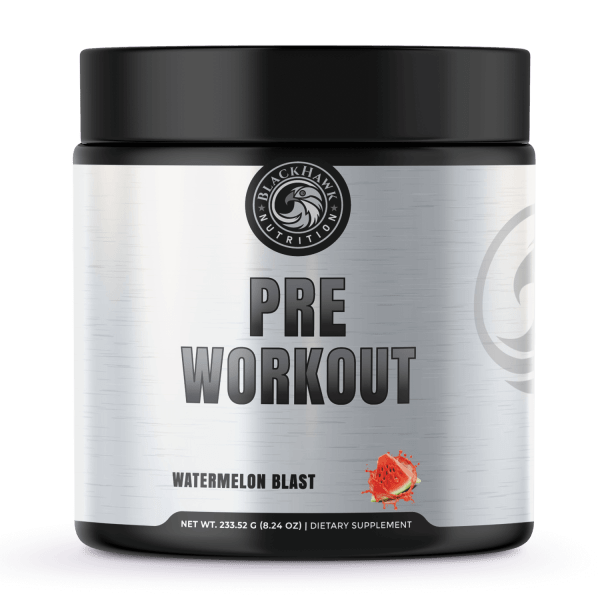 BLACKHAWK
NUTRITION
PRE
WORKOUT
WATERMELON BLAST
NET WT. 233.52 G (8.24 OZ) | DIETARY SUPPLEMENT